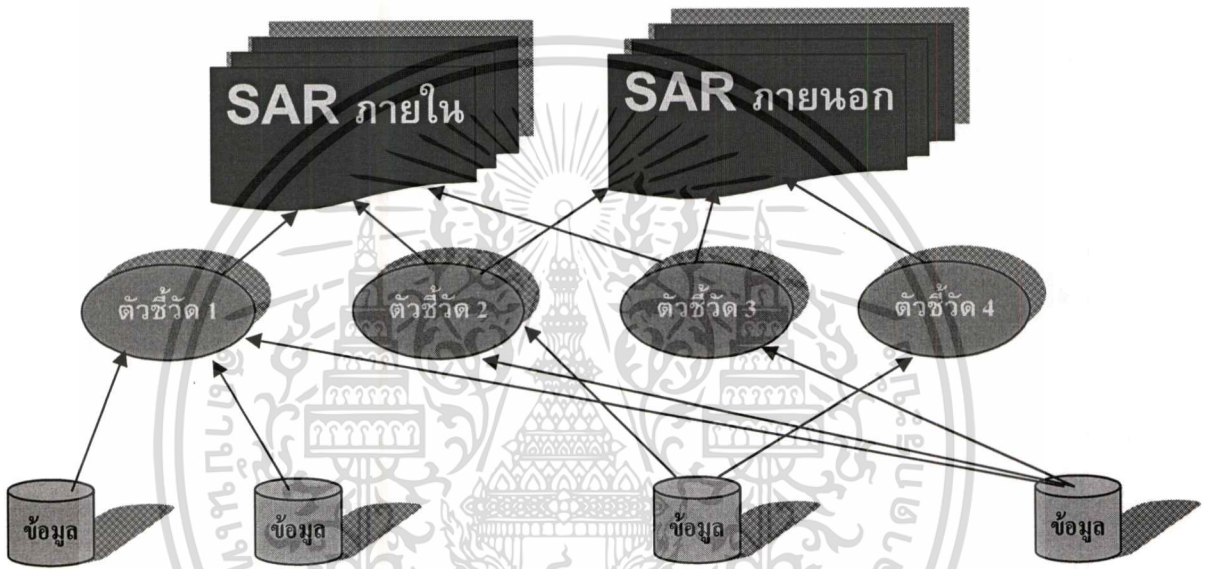 SAR ภายใน
SAR ภายนอก
ตัวชี้วัด 1
ตัวชี้วัด 2
ตัวชี้วัด 3
ตัวชี้วัด 4
ข้อมูล
ข้อมูล
ข้อมูล
ข้อมูล